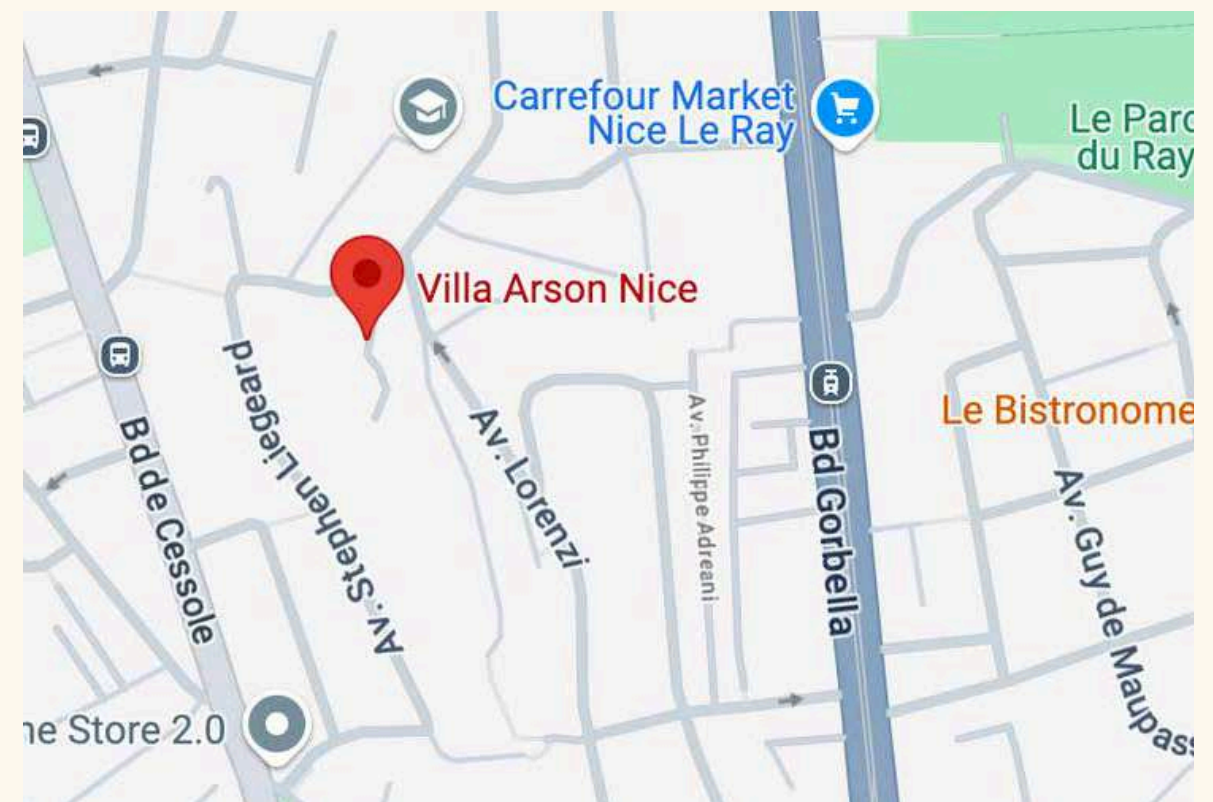 Carrefour Market
Nice Le Ray
Le Parc
du Ray
Villa Arson Nice
Av. Stephen Liégeard
Bd de Cessole
Av. Lorenzi
Av. Philippe Adreani
Bd Gorbella
Le Bistronome
Av. Guy de Maupass
ne Store 2.0